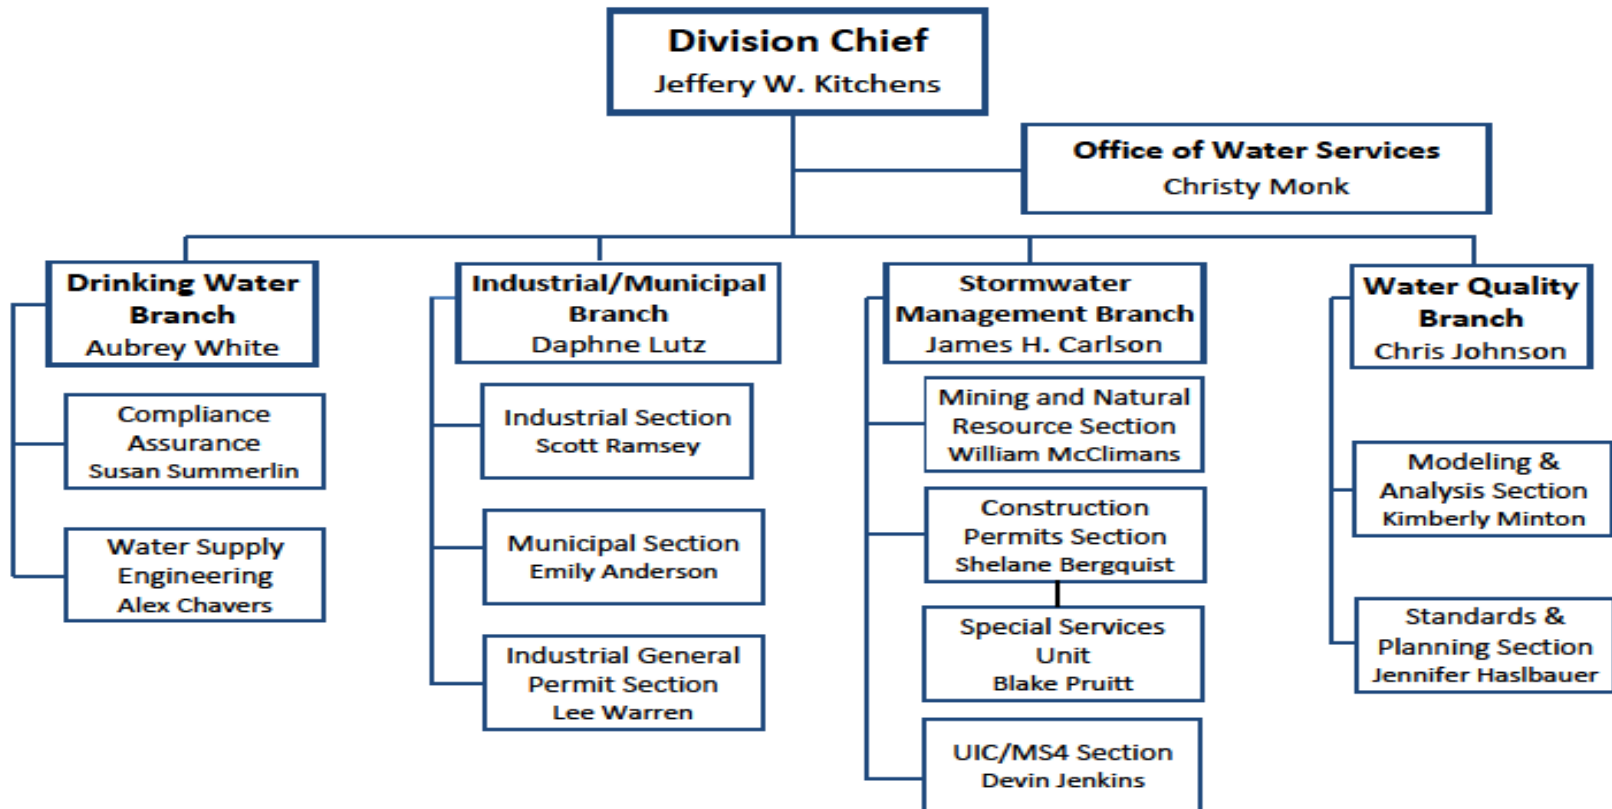 Division Chief
Jeffery W. Kitchens
Office of Water Services
Christy Monk
Drinking Water
Branch
Aubrey White
Compliance
Assurance
Susan Summerlin
Water Supply
Engineering
Alex Chavers
Industrial/Municipal
Branch
Daphne Lutz
Industrial Section
Scott Ramsey
Municipal Section
Emily Anderson
Industrial General
Permit Section
Lee Warren
Stormwater
Management Branch
James H. Carlson
Mining and Natural
Resource Section
William McClimans
Construction
Permits Section
Shelane Bergquist
Special Services
Unit
Blake Pruitt
UIC/MS4 Section
Devin Jenkins
Water Quality
Branch
Chris Johnson
Modeling &
Analysis Section
Kimberly Minton
Standards &
Planning Section
Jennifer Haslbauer